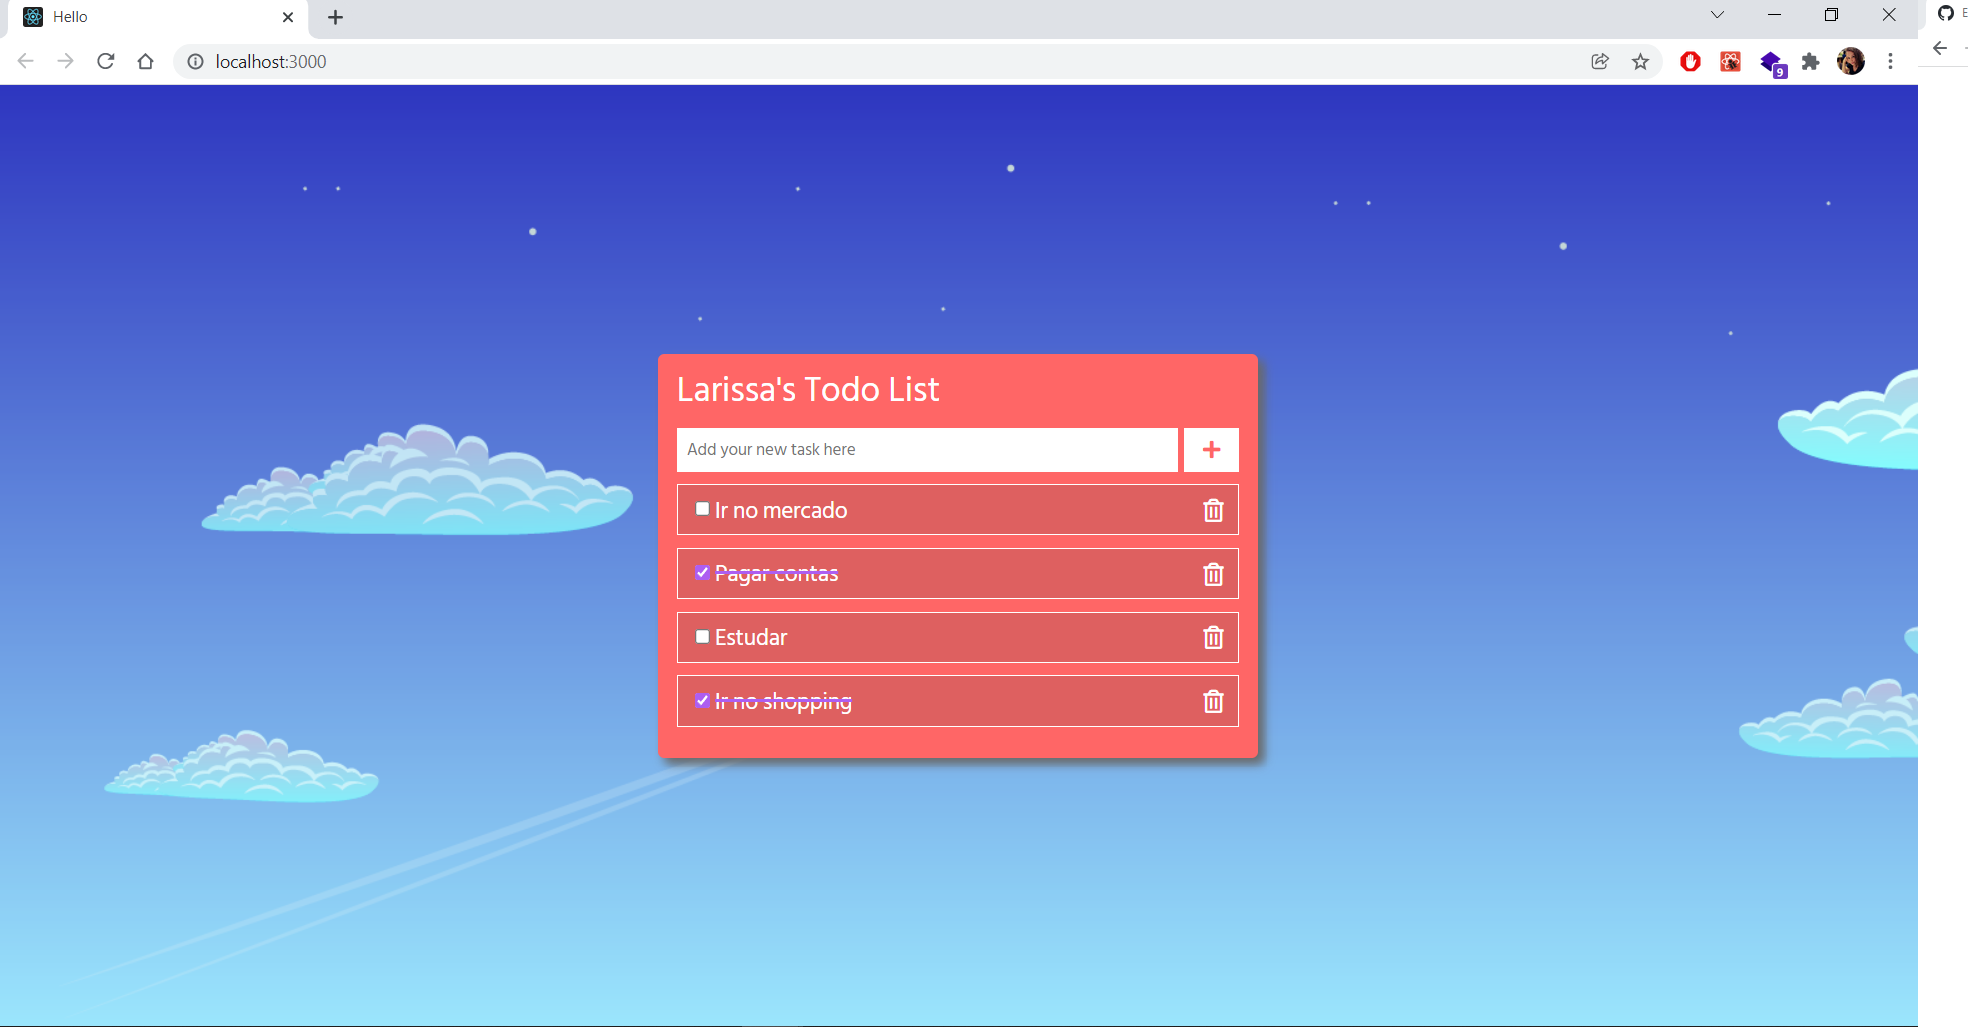 Hello
E
localhost:3000
9
Larissa's Todo List
Add your new task here
Ir no mercado
Pagar contas
Estudar
Ir no shopping